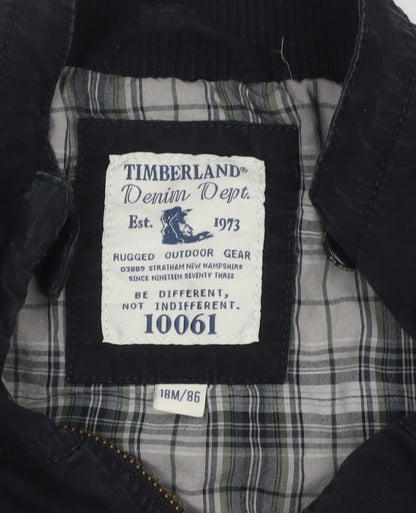 TIMBERLAND®
Denim Dept.
Est. 1973
RUGGED OUTDOOR GEAR
03885 STRATHAM NEW HAMPSHIRE
SINCE NINETEEN SEVENTY THREE
BE DIFFERENT,
NOT INDIFFERENT.
10061
18M/86